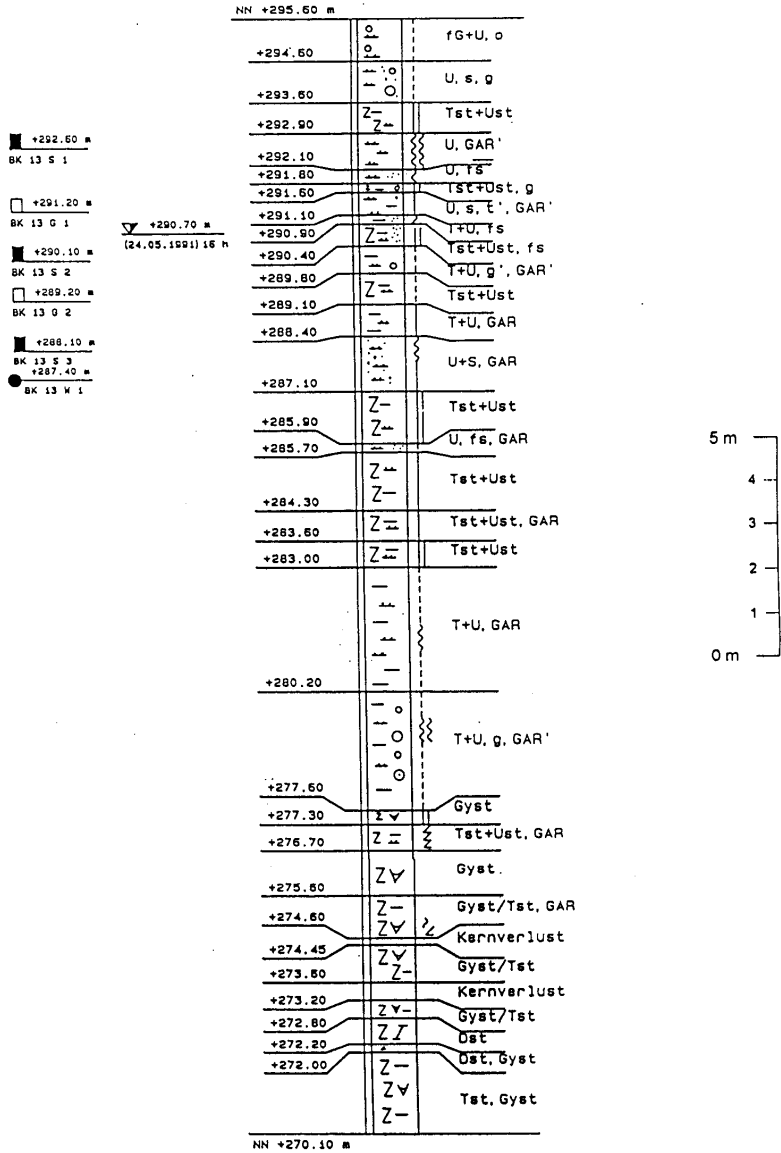 NN +295.60 m
fG+U, o
+294.60
U, s, g
+293.60
Tst+Ust
+292.90
U, GAR'
+292.10
U, fs
+291.80
Tst+Ust, g
+291.60
U, s, t', GAR'
+291.10
T+U, fs
+290.90
Tst+Ust, fs
+290.40
T+U, g', GAR'
+289.80
Tst+Ust
+289.10
T+U, GAR
+288.40
U+S, GAR
+287.10
Tst+Ust
+285.90
U, fs, GAR
+285.70
Tst+Ust
+284.30
Tst+Ust, GAR
+283.60
Tst+Ust
+283.00
T+U, GAR
+280.20
T+U, g, GAR'
+277.60
Gyst
+277.30
Tst+Ust, GAR
+276.70
Gyst
+275.60
Gyst/Tst, GAR
+274.60
Kernverlust
+274.45
Gyst/Tst
+273.60
Kernverlust
+273.20
Gyst/Tst
+272.80
Dst
+272.20
Dst, Gyst
+272.00
Tst, Gyst
NN +270.10 m
+292.60 m
BK 13 S 1
+291.20 m
BK 13 G 1
+290.70 m
(24.05.1991) 16 h
+290.10 m
BK 13 S 2
+289.20 m
BK 13 G 2
+288.10 m
BK 13 S 3
+287.40 m
BK 13 W 1
5 m
4
3
2
1
0 m